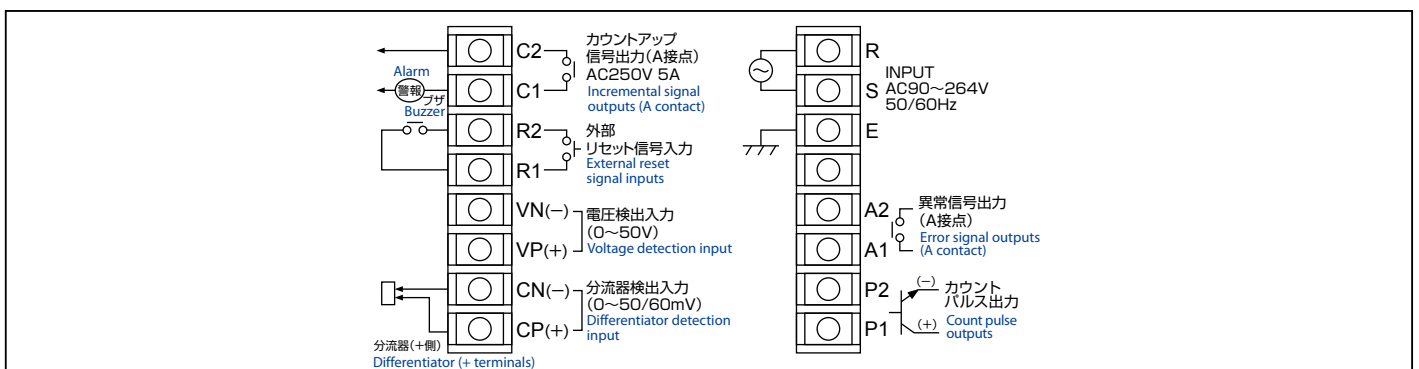 C2
カウントアップ
信号出力(A接点)
AC250V 5A
Incremental signal
outputs (A contact)
Alarm
警報
ブザ
Buzzer
C1
R2
外部
リセット信号入力
External reset
signal inputs
R1
VN(−)
電圧検出入力
(0～50V)
Voltage detection input
VP(+)
CN(−)
分流器検出入力
(0～50/60mV)
Differentiator detection
input
CP(+)
分流器(+側)
Differentiator (+ terminals)
R
INPUT
S AC90～264V
50/60Hz
E
A2
異常信号出力
(A接点)
Error signal outputs
(A contact)
A1
P2
(−)
カウント
パルス出力
Count pulse
outputs
P1
(+)